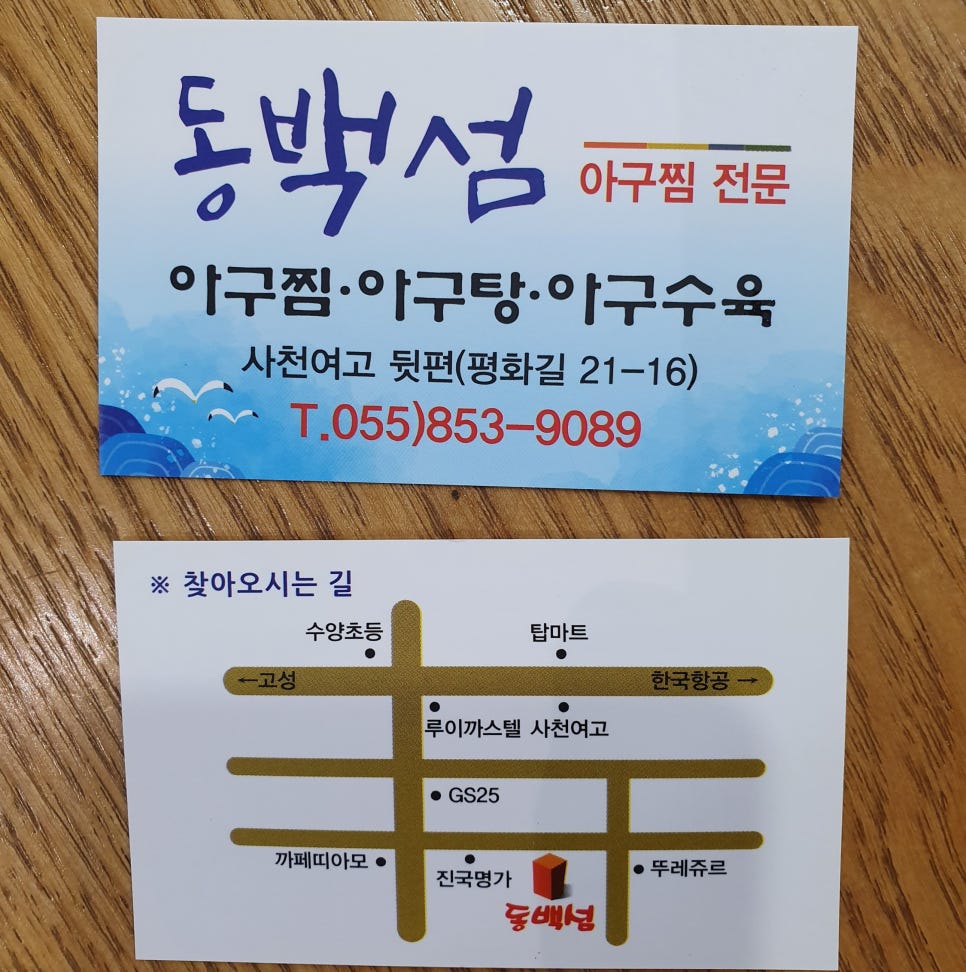 동백섬
아구찜 전문
아구찜·아구탕·아구수육
사천여고 뒷편(평화길 21-16)
T.055)853-9089
※ 찾아오시는 길
수양초등 탑마트
←고성 한국항공→
루이까스텔 사천여고
GS25
까페띠아모 진국명가 뚜레쥬르
동백섬